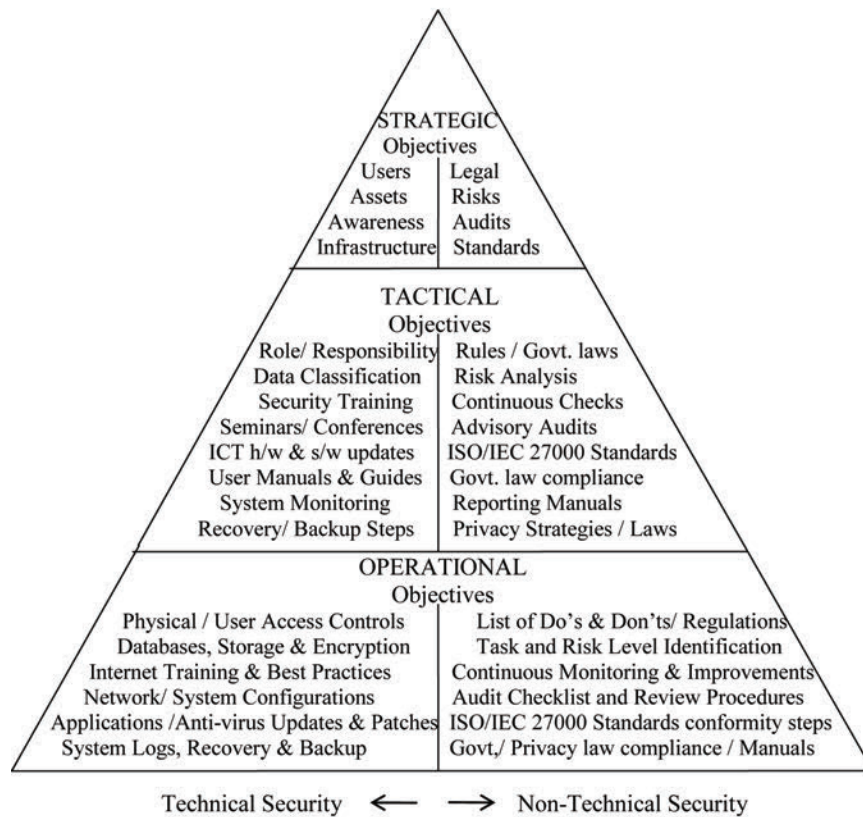 STRATEGIC
Objectives
Users Legal
Assets Risks
Awareness Audits
Infrastructure Standards
TACTICAL
Objectives
Role/ Responsibility Rules / Govt. laws
Data Classification Risk Analysis
Security Training Continuous Checks
Seminars/ Conferences Advisory Audits
ICT h/w & s/w updates ISO/IEC 27000 Standards
User Manuals & Guides Govt. law compliance
System Monitoring Reporting Manuals
Recovery/ Backup Steps Privacy Strategies / Laws
OPERATIONAL
Objectives
Physical / User Access Controls List of Do's & Don'ts/ Regulations
Databases, Storage & Encryption Task and Risk Level Identification
Internet Training & Best Practices Continuous Monitoring & Improvements
Network/ System Configurations Audit Checklist and Review Procedures
Applications /Anti-virus Updates & Patches ISO/IEC 27000 Standards conformity steps
System Logs, Recovery & Backup Govt,/ Privacy law compliance / Manuals
Technical Security ← → Non-Technical Security